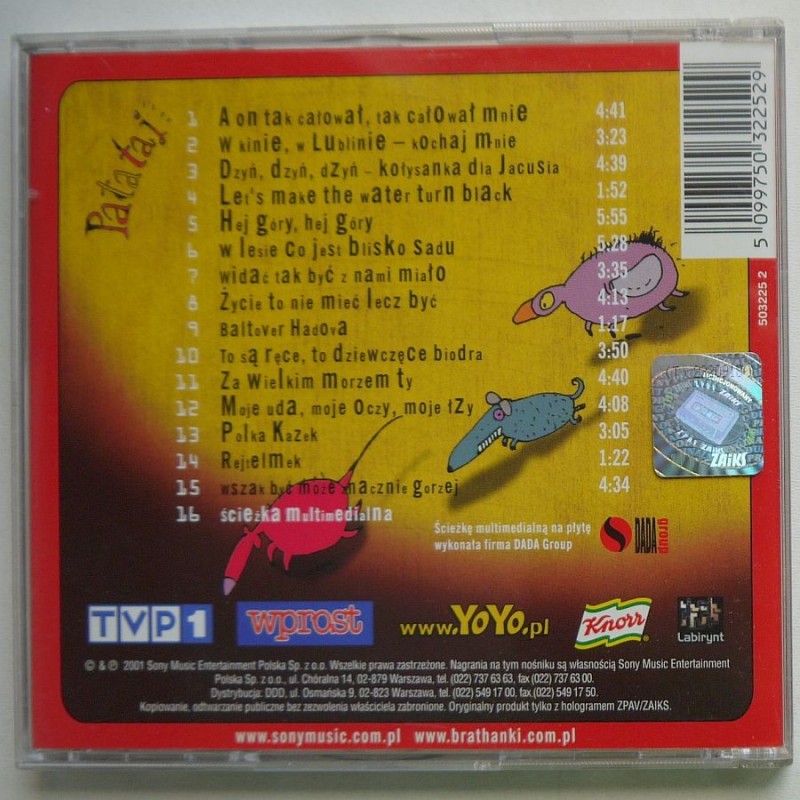 Patataj
1 A on tak całował, tak całował mnie 4:41
2 W kinie, w Lublinie – kochaj mnie 3:23
3 Dzyń, dzyń, dzyń – kołysanka dla Jacusia 4:39
4 Let's make the water turn black 1:52
5 Hej góry, hej góry 5:55
6 w lesie co jest blisko sadu 5:28
7 widać tak być z nami miało 3:35
8 Życie to nie mieć lecz być 4:13
9 Baltover Hadova 1:17
10 To są ręce, to dziewczęce biodra 3:50
11 Za wielkim morzem ty 4:40
12 Moje uda, moje oczy, moje łzy 4:08
13 Polka Kazek 3:05
14 Rejtelmek 1:22
15 wszak być może znacznie gorzej 4:34
16 ścieżka multimedialna
5 099750 322529
503225 2
ZAiKS
Ścieżkę multimedialną na płytę
wykonała firma DADA Group
DADA group
TVP1
wprost
www.YoYo.pl
Knorr
Labirynt
© & ℗ 2001 Sony Music Entertainment Polska Sp. z o.o. Wszelkie prawa zastrzeżone. Nagrania na tym nośniku są własnością Sony Music Entertainment
Polska Sp. z o.o., ul. Chóralna 14, 02-879 Warszawa, tel. (022) 737 63 63, fax (022) 737 63 00.
Dystrybucja: DDD, ul. Osmańska 9. 02-823 Warszawa, tel. (022) 549 17 00, fax.(022) 549 17 50.
Kopiowanie, odtwarzanie publiczne bez zezwolenia właściciela zabronione. Oryginalny produkt tylko z hologramem ZPAV/ZAIKS.
www.sonymusic.com.pl www.brathanki.com.pl